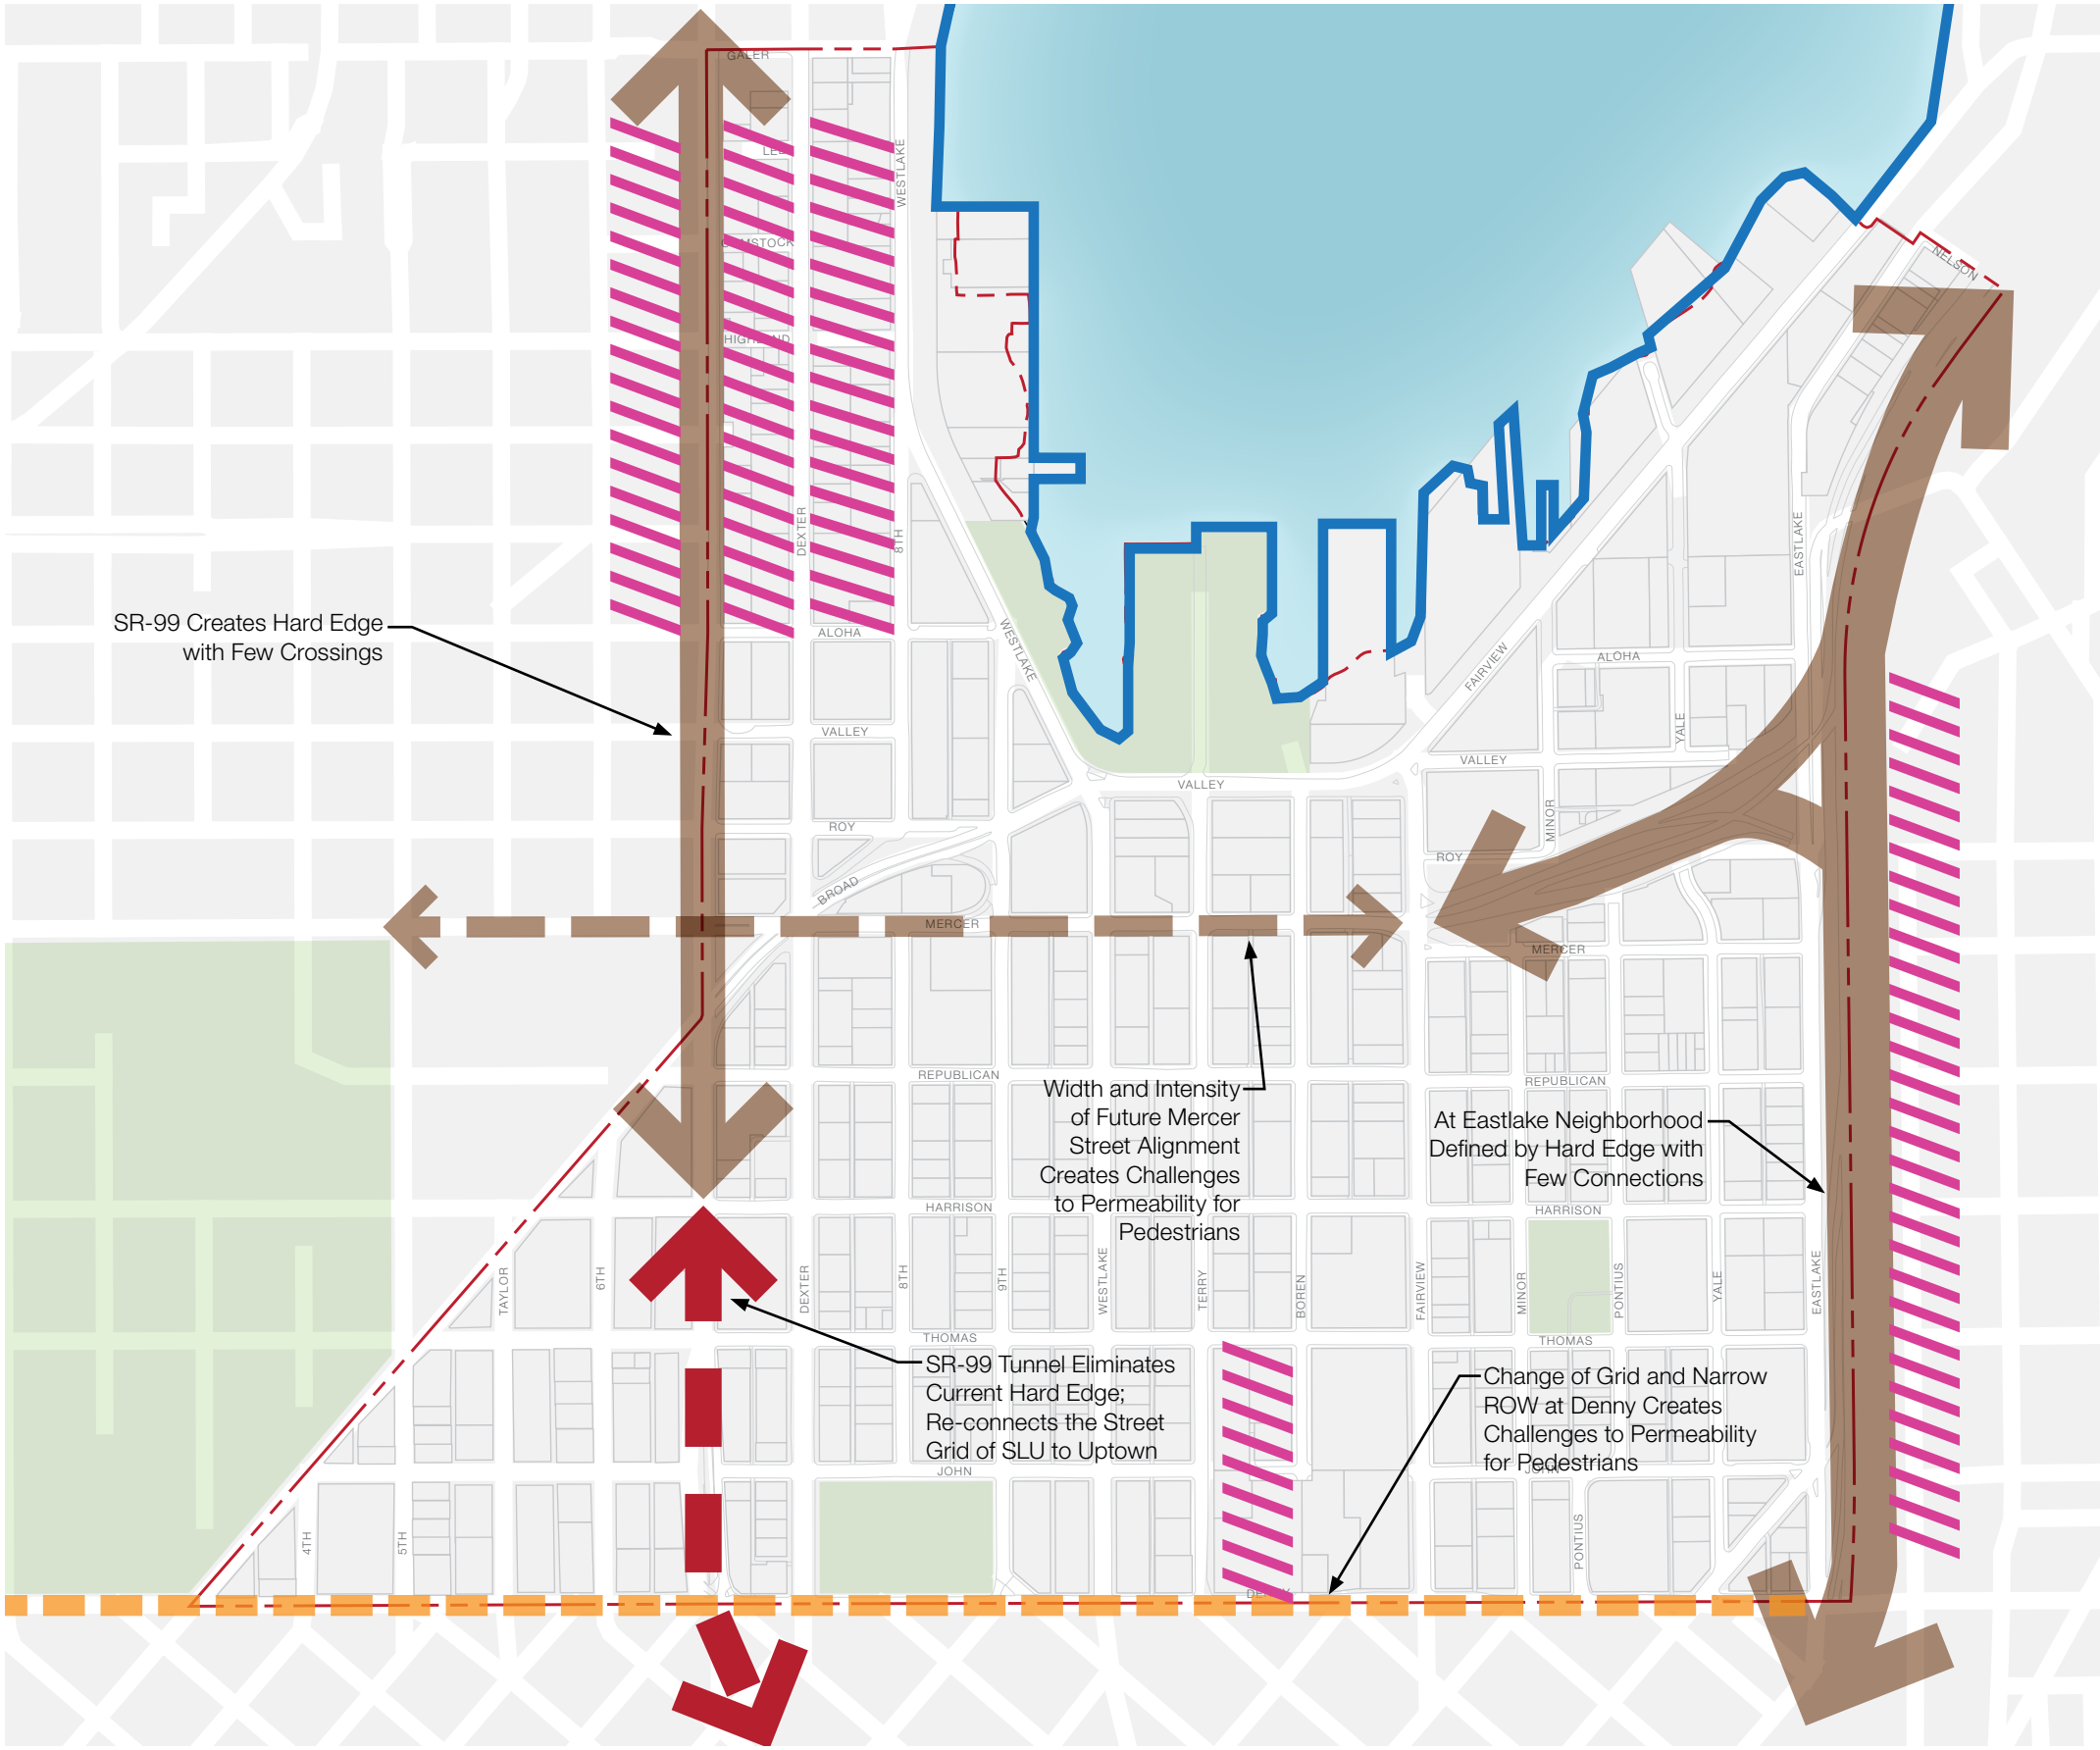 GALER
LEE
WESTLAKE
COMSTOCK
NELSON
HIGHLAND
DEXTER
8TH
EASTLAKE
SR-99 Creates Hard Edge
with Few Crossings
ALOHA
WESTLAKE
FAIRVIEW
ALOHA
VALLEY
YALE
VALLEY
VALLEY
ROY
MINOR
ROY
BROAD
MERCER
MERCER
REPUBLICAN
REPUBLICAN
Width and Intensity
of Future Mercer
Street Alignment
Creates Challenges
to Permeability for
Pedestrians
At Eastlake Neighborhood
Defined by Hard Edge with
Few Connections
HARRISON
HARRISON
TAYLOR
6TH
DEXTER
8TH
9TH
WESTLAKE
TERRY
BOREN
FAIRVIEW
MINOR
PONTIUS
YALE
EASTLAKE
THOMAS
THOMAS
SR-99 Tunnel Eliminates
Current Hard Edge;
Re-connects the Street
Grid of SLU to Uptown
Change of Grid and Narrow
ROW at Denny Creates
Challenges to Permeability
for Pedestrians
JOHN
JOHN
4TH
5TH
PONTIUS
DENNY